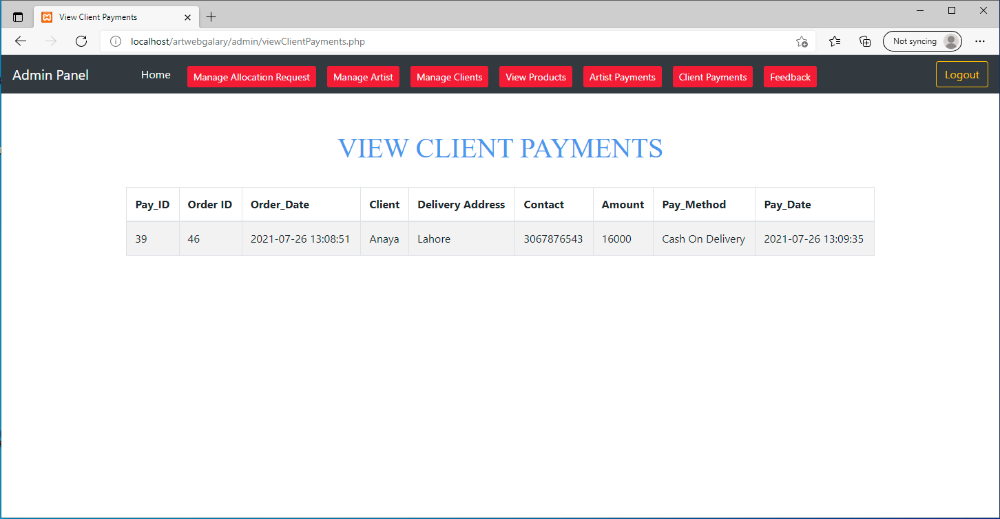 View Client Payments
localhost/artwebgalary/admin/viewClientPayments.php
Not syncing
Admin Panel Home Manage Allocation Request Manage Artist Manage Clients View Products Artist Payments Client Payments Feedback Logout
VIEW CLIENT PAYMENTS
Pay_ID Order ID Order_Date Client Delivery Address Contact Amount Pay_Method Pay_Date
39 46 2021-07-26 13:08:51 Anaya Lahore 3067876543 16000 Cash On Delivery 2021-07-26 13:09:35